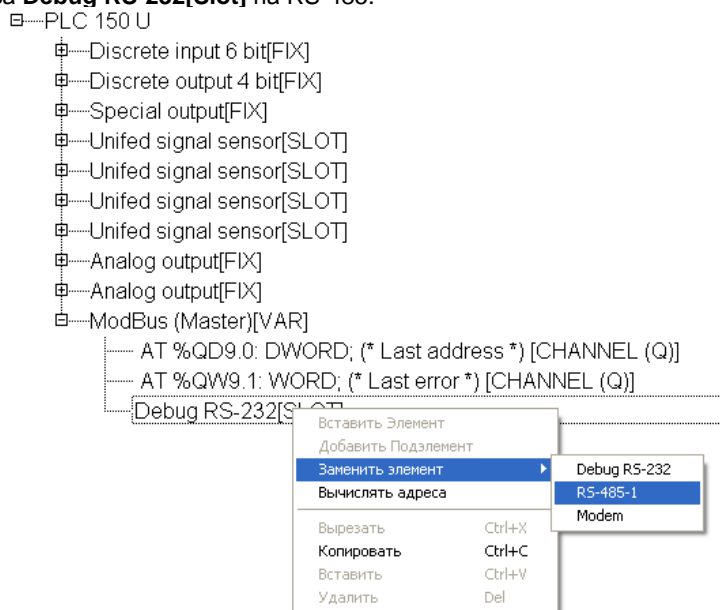 за Debug RS-232[Slot] на RS-485.
PLC 150 U
Discrete input 6 bit[FIX]
Discrete output 4 bit[FIX]
Special output[FIX]
Unifed signal sensor[SLOT]
Unifed signal sensor[SLOT]
Unifed signal sensor[SLOT]
Unifed signal sensor[SLOT]
Analog output[FIX]
Analog output[FIX]
ModBus (Master)[VAR]
AT %QD9.0: DWORD; (* Last address *) [CHANNEL (Q)]
AT %QW9.1: WORD; (* Last error *) [CHANNEL (Q)]
Debug RS-232[SLOT]
Вставить Элемент
Добавить Подэлемент
Заменить элемент
Debug RS-232
Вычислять адреса
RS-485-1
Modem
Вырезать Ctrl+X
Копировать Ctrl+C
Вставить Ctrl+V
Удалить Del